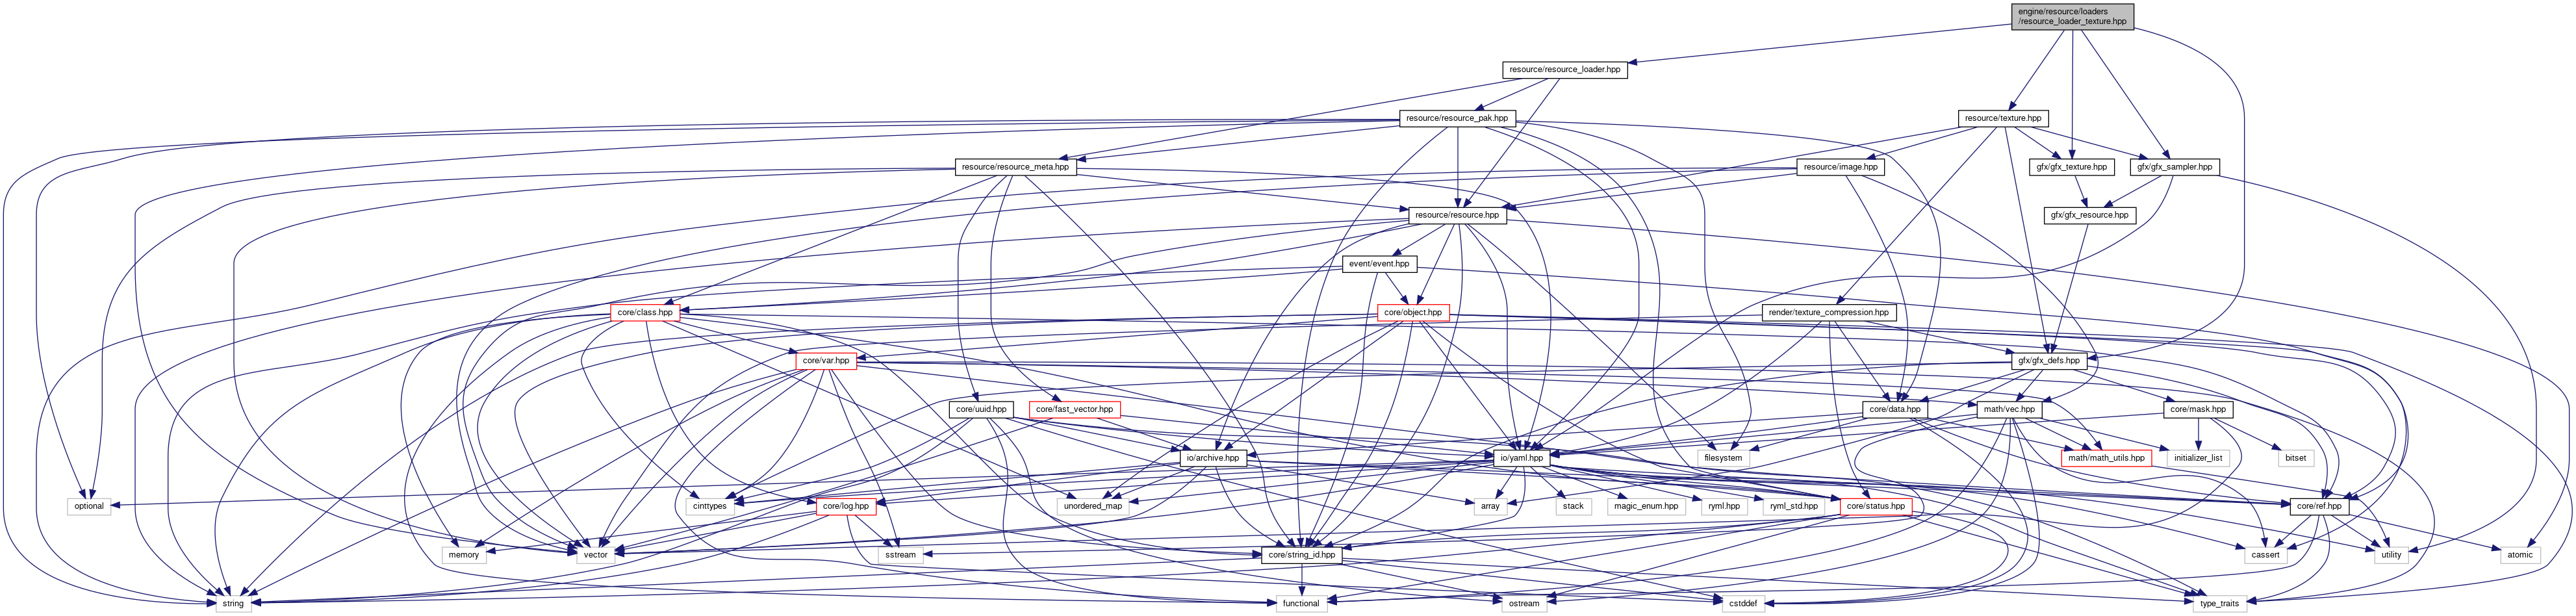 engine/resource/loaders
/resource_loader_texture.hpp
resource/resource_loader.hpp
resource/resource_pak.hpp
resource/texture.hpp
resource/resource_meta.hpp
resource/image.hpp
gfx/gfx_texture.hpp
gfx/gfx_sampler.hpp
resource/resource.hpp
gfx/gfx_resource.hpp
event/event.hpp
core/class.hpp
core/object.hpp
render/texture_compression.hpp
core/var.hpp
gfx/gfx_defs.hpp
core/uuid.hpp
core/fast_vector.hpp
core/data.hpp
math/vec.hpp
core/mask.hpp
io/archive.hpp
io/yaml.hpp
filesystem
math/math_utils.hpp
initializer_list
bitset
optional
cinttypes
core/log.hpp
unordered_map
array
stack
magic_enum.hpp
ryml.hpp
ryml_std.hpp
core/status.hpp
core/ref.hpp
memory
vector
sstream
core/string_id.hpp
cassert
utility
atomic
string
functional
ostream
cstddef
type_traits